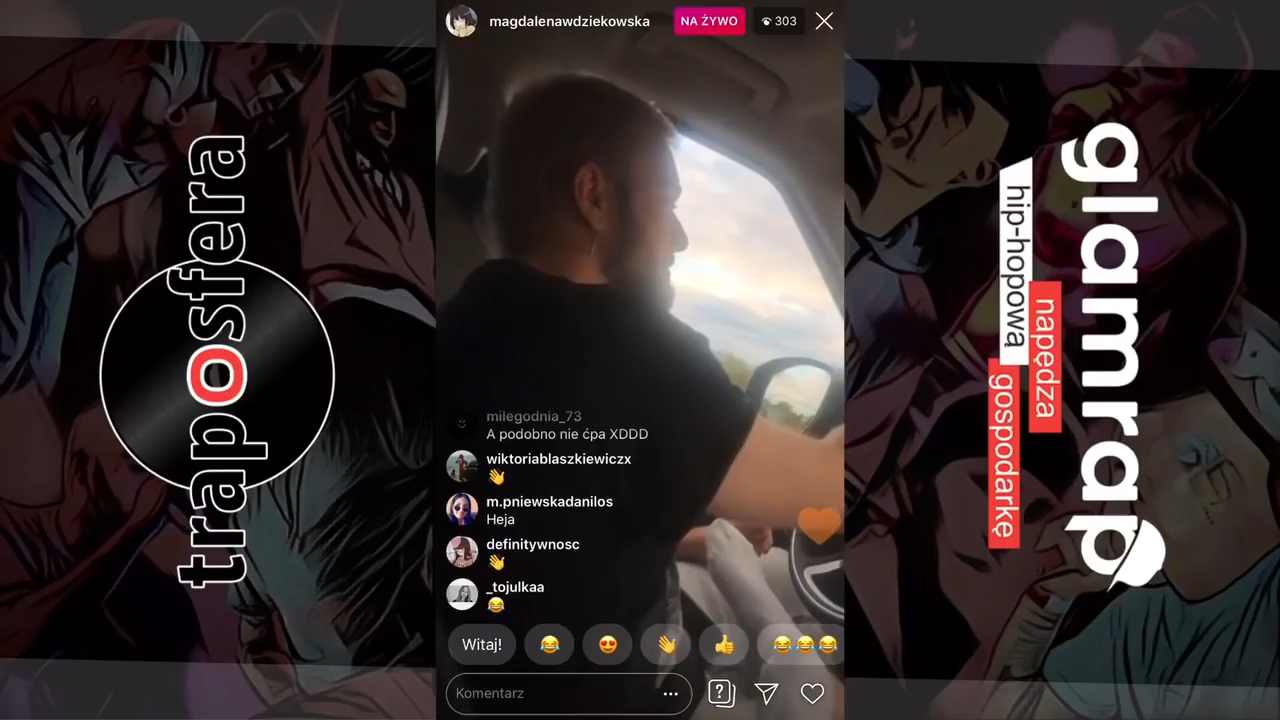 traposfera
magdalenawdziekowska
NA ŻYWO
303
milegodnia_73
A podobno nie ćpa XDDD
wiktoriablaszkiewiczx
👋
m.pniewskadanilos
Heja
definitywnosc
👋
_tojulkaa
😂
Witaj! 😂 😍 👋 👍 😂😂😂
Komentarz
glamrap
hip-hopowa
napędza
gospodarkę